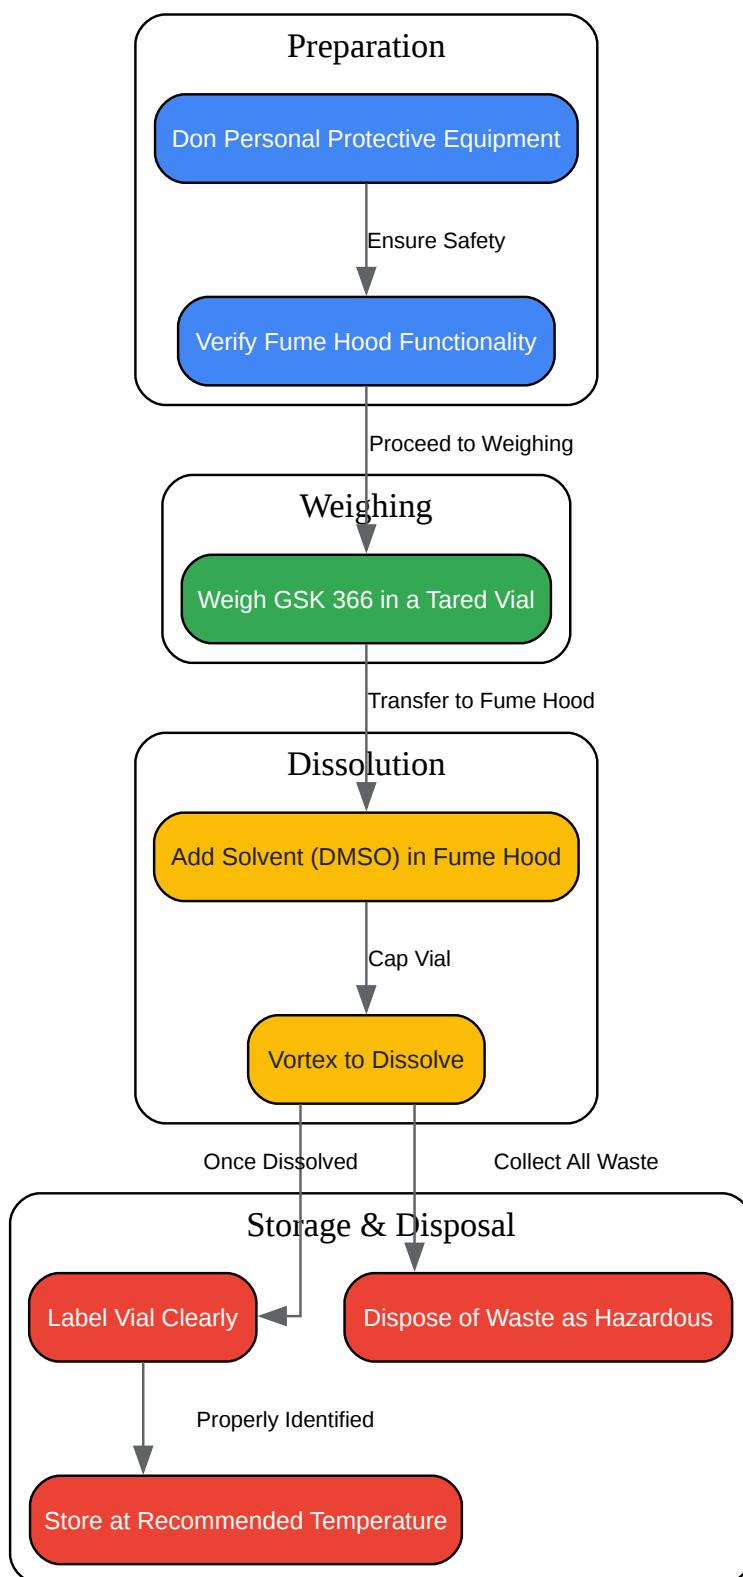 Preparation
Don Personal Protective Equipment
Ensure Safety
Verify Fume Hood Functionality
Proceed to Weighing
Weighing
Weigh GSK 366 in a Tared Vial
Transfer to Fume Hood
Dissolution
Add Solvent (DMSO) in Fume Hood
Cap Vial
Vortex to Dissolve
Once Dissolved
Collect All Waste
Storage & Disposal
Label Vial Clearly
Dispose of Waste as Hazardous
Properly Identified
Store at Recommended Temperature